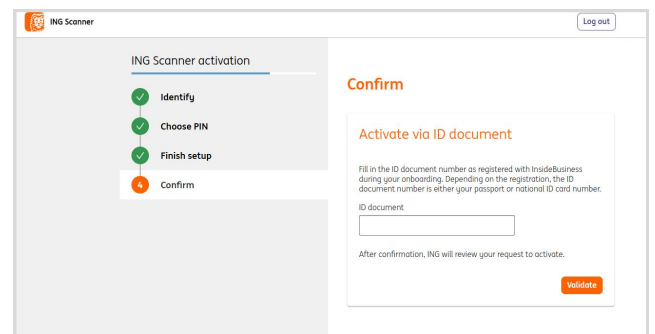 ING Scanner
Log out
ING Scanner activation
Identify
Choose PIN
Finish setup
4 Confirm
Confirm
Activate via ID document
Fill in the ID document number as registered with InsideBusiness
during your onboarding. Depending on the registration, the ID
document number is either your passport or national ID card number.
ID document
After confirmation, ING will review your request to activate.
Validate